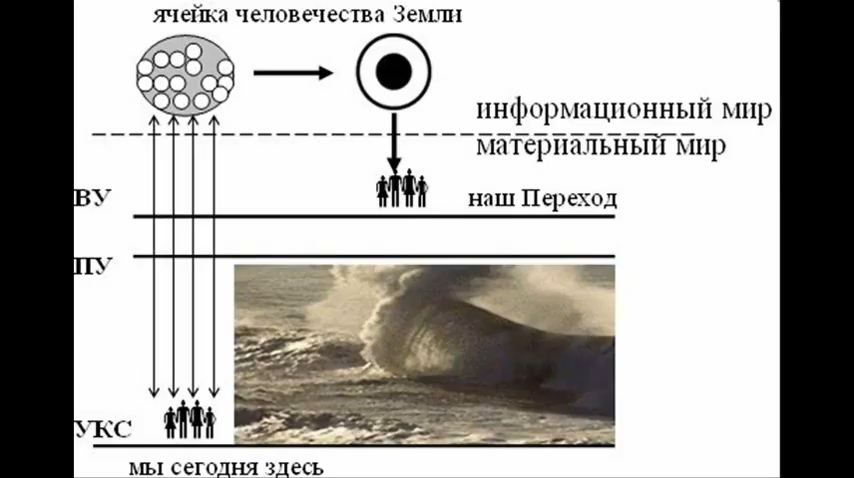 ячейка человечества Земли
информационный мир
материальный мир
ВУ
наш Переход
ПУ
УКС
мы сегодня здесь